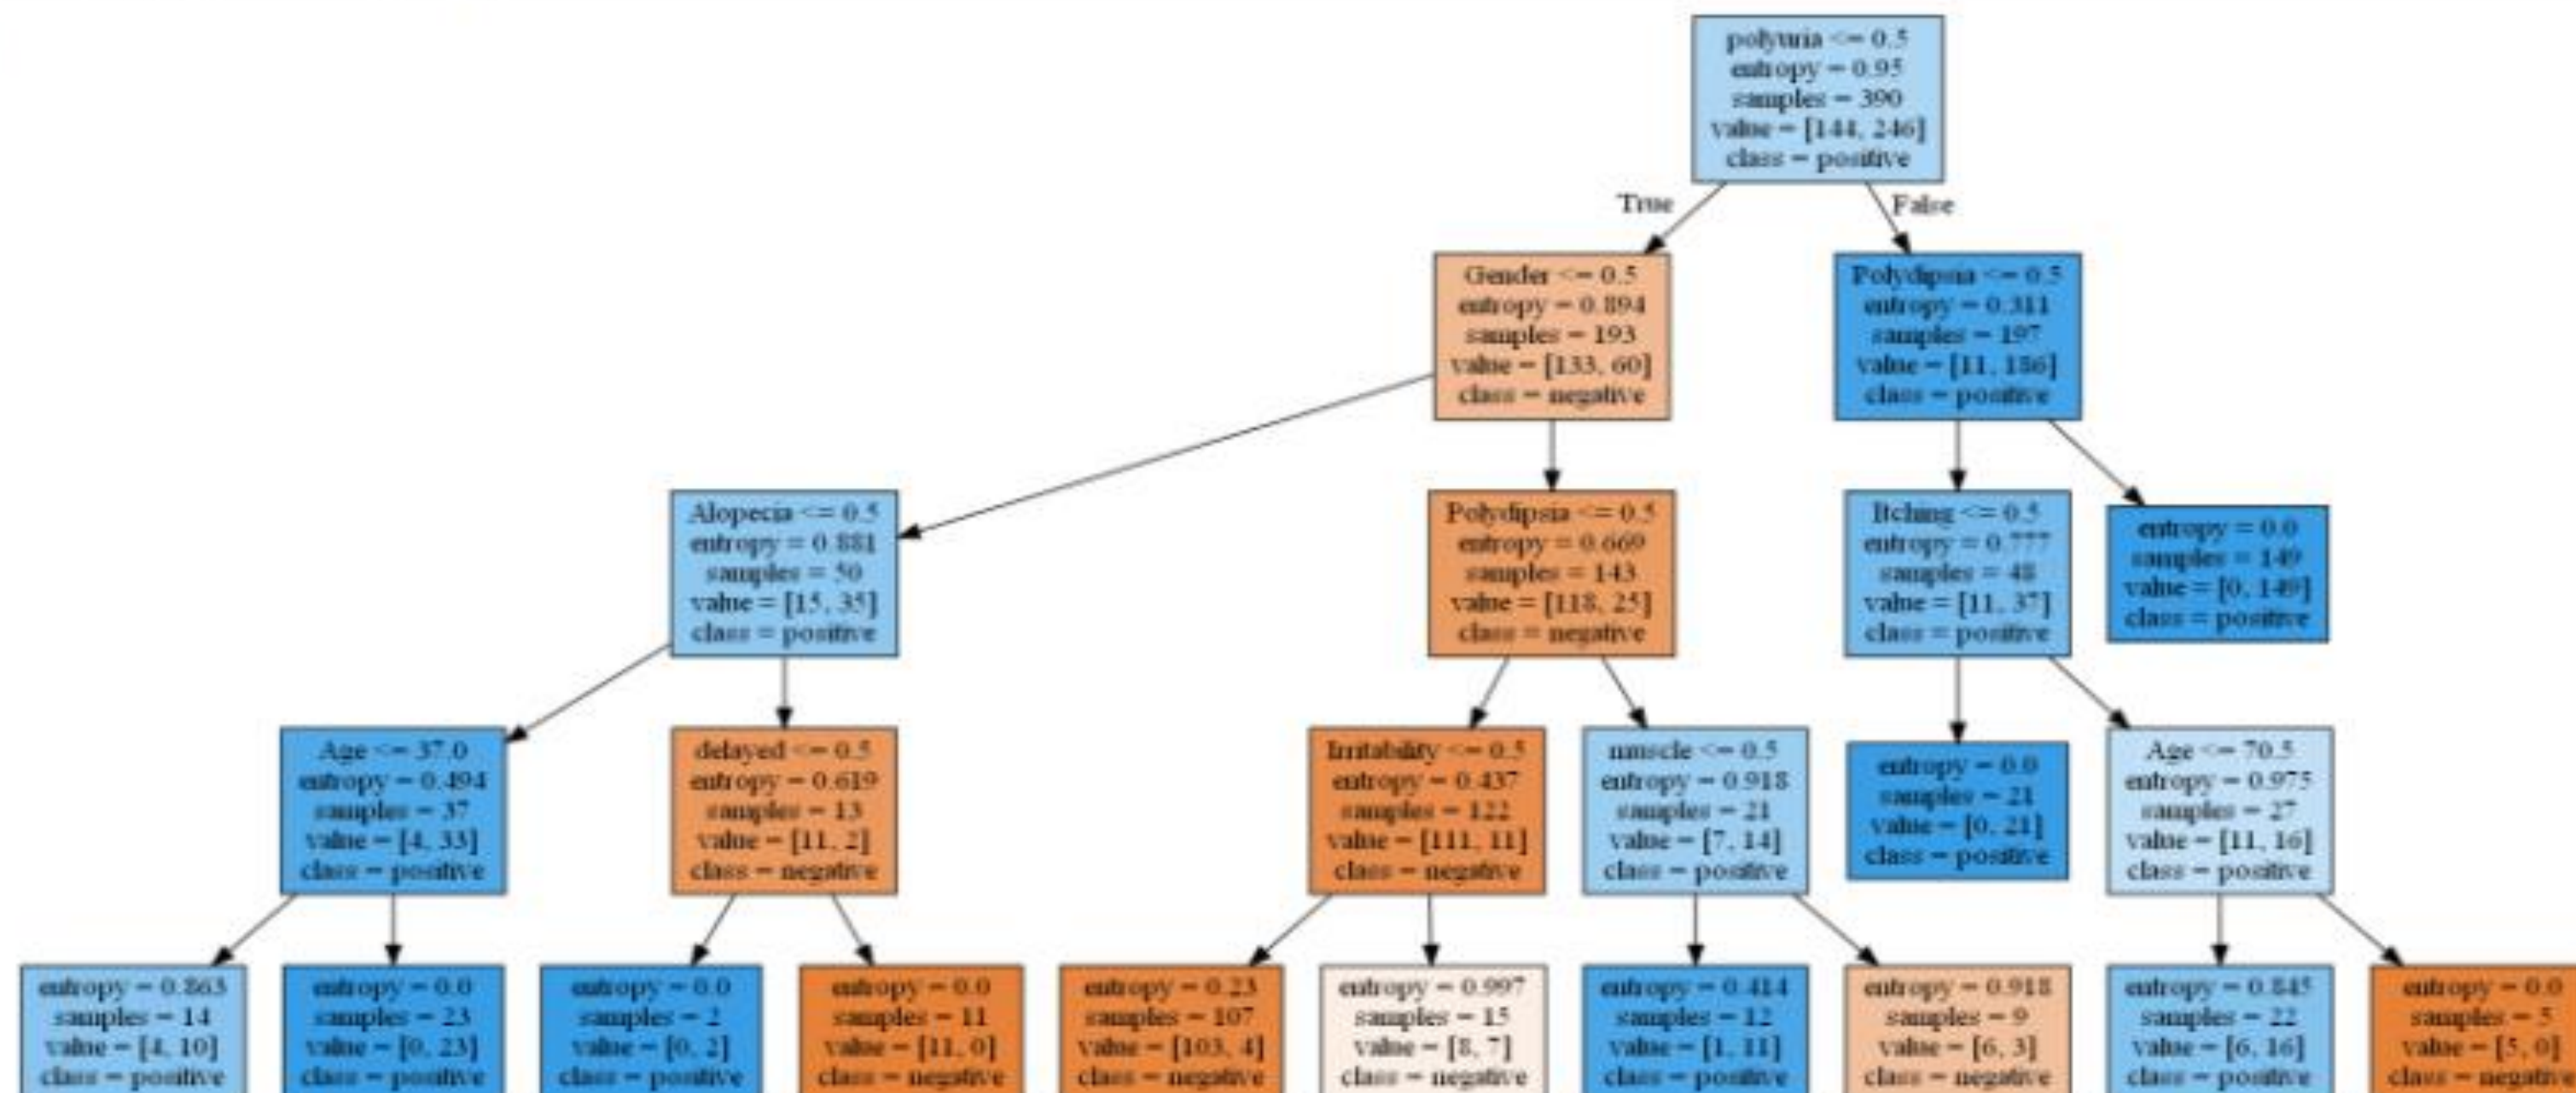 polyuria <= 0.5
entropy = 0.95
samples = 390
value = [144, 246]
class = positive
True
False
Gender <= 0.5
entropy = 0.894
samples = 193
value = [133, 60]
class = negative
Polydipsia <= 0.5
entropy = 0.311
samples = 197
value = [11, 186]
class = positive
Alopecia <= 0.5
entropy = 0.881
samples = 50
value = [15, 35]
class = positive
Polydipsia <= 0.5
entropy = 0.669
samples = 143
value = [118, 25]
class = negative
Itching <= 0.5
entropy = 0.777
samples = 48
value = [11, 37]
class = positive
entropy = 0.0
samples = 149
value = [0, 149]
class = positive
Age <= 37.0
entropy = 0.494
samples = 37
value = [4, 33]
class = positive
delayed <= 0.5
entropy = 0.619
samples = 13
value = [11, 2]
class = negative
Irritability <= 0.5
entropy = 0.437
samples = 122
value = [111, 11]
class = negative
muscle <= 0.5
entropy = 0.918
samples = 21
value = [7, 14]
class = positive
entropy = 0.0
samples = 21
value = [0, 21]
class = positive
Age <= 70.5
entropy = 0.975
samples = 27
value = [11, 16]
class = positive
entropy = 0.863
samples = 14
value = [4, 10]
class = positive
entropy = 0.0
samples = 23
value = [0, 23]
class = positive
entropy = 0.0
samples = 2
value = [0, 2]
class = positive
entropy = 0.0
samples = 11
value = [11, 0]
class = negative
entropy = 0.23
samples = 107
value = [103, 4]
class = negative
entropy = 0.997
samples = 15
value = [8, 7]
class = negative
entropy = 0.414
samples = 12
value = [1, 11]
class = positive
entropy = 0.918
samples = 9
value = [6, 3]
class = negative
entropy = 0.845
samples = 22
value = [6, 16]
class = positive
entropy = 0.0
samples = 5
value = [5, 0]
class = negative